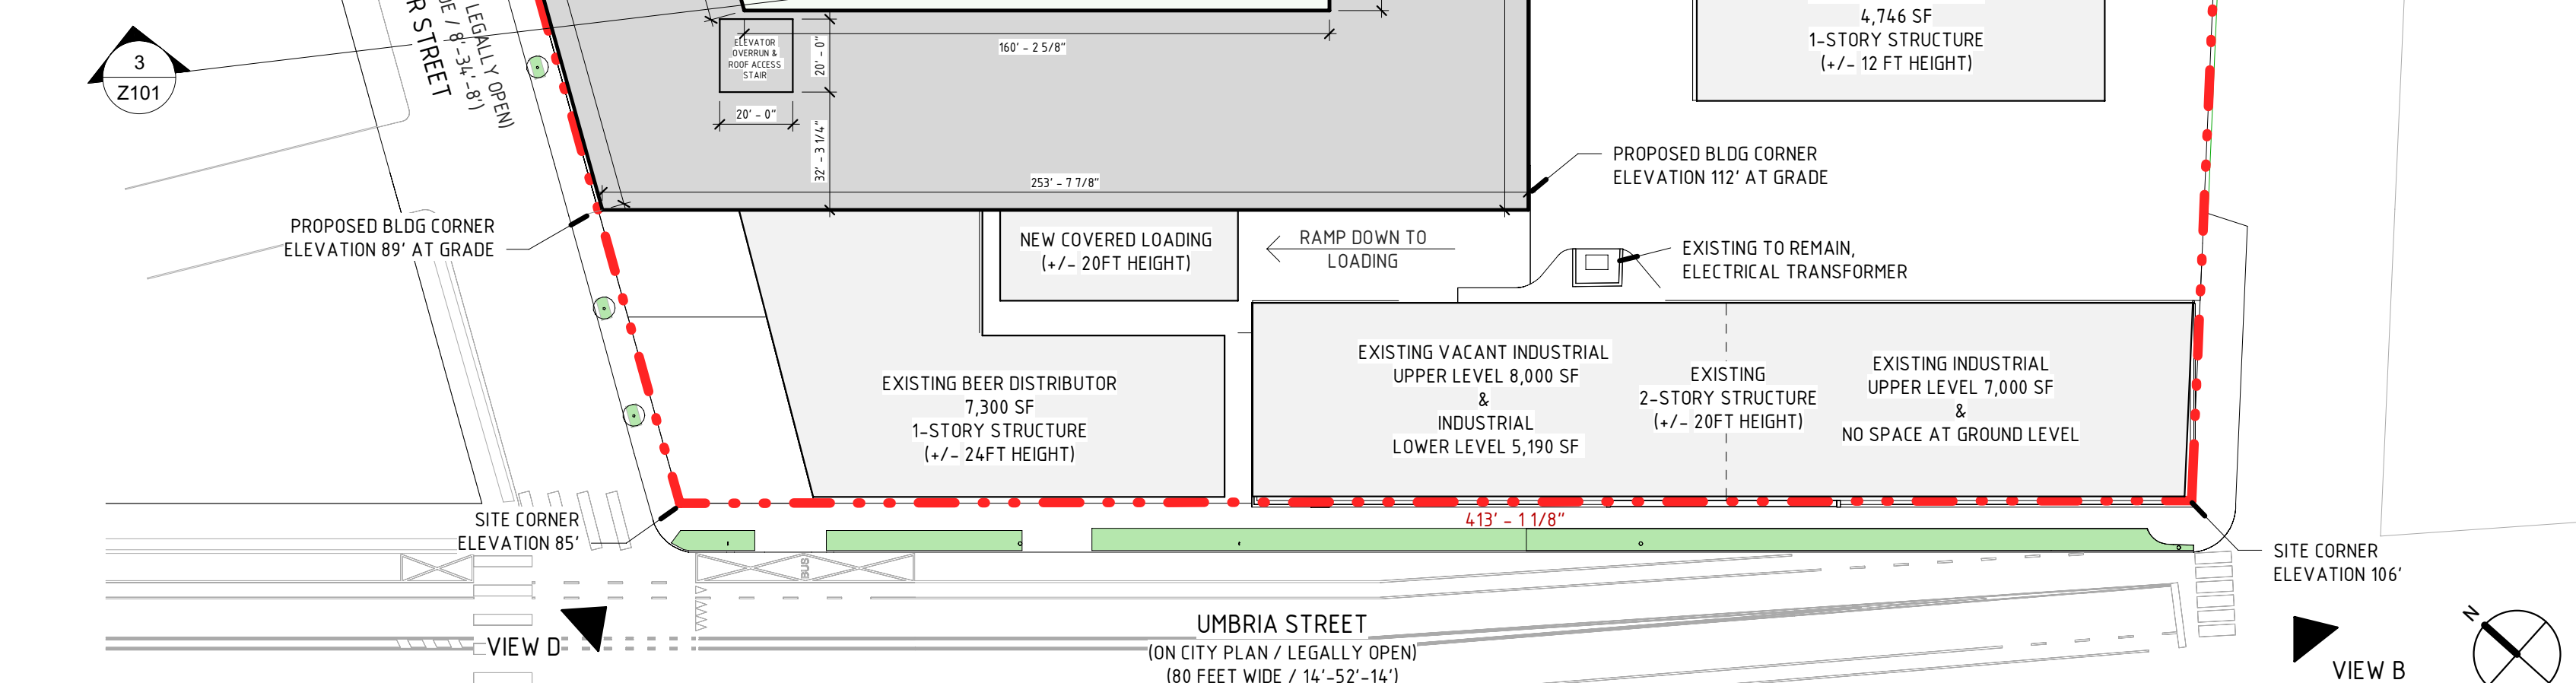 R STREET
LEGALLY OPEN)
DE / 8'-34'-8')
3
Z101
ELEVATOR
OVERRUN &
ROOF ACCESS
STAIR
20' - 0"
160' - 2 5/8"
20' - 0"
32' - 3 1/4"
253' - 7 7/8"
4,746 SF
1-STORY STRUCTURE
(+/- 12 FT HEIGHT)
PROPOSED BLDG CORNER
ELEVATION 112' AT GRADE
PROPOSED BLDG CORNER
ELEVATION 89' AT GRADE
NEW COVERED LOADING
(+/- 20FT HEIGHT)
RAMP DOWN TO
LOADING
EXISTING TO REMAIN,
ELECTRICAL TRANSFORMER
EXISTING BEER DISTRIBUTOR
7,300 SF
1-STORY STRUCTURE
(+/- 24FT HEIGHT)
EXISTING VACANT INDUSTRIAL
UPPER LEVEL 8,000 SF
&
INDUSTRIAL
LOWER LEVEL 5,190 SF
EXISTING
2-STORY STRUCTURE
(+/- 20FT HEIGHT)
EXISTING INDUSTRIAL
UPPER LEVEL 7,000 SF
&
NO SPACE AT GROUND LEVEL
SITE CORNER
ELEVATION 85'
413' - 1 1/8"
SITE CORNER
ELEVATION 106'
BUS
UMBRIA STREET
(ON CITY PLAN / LEGALLY OPEN)
(80 FEET WIDE / 14'-52'-14')
VIEW D
VIEW B
N